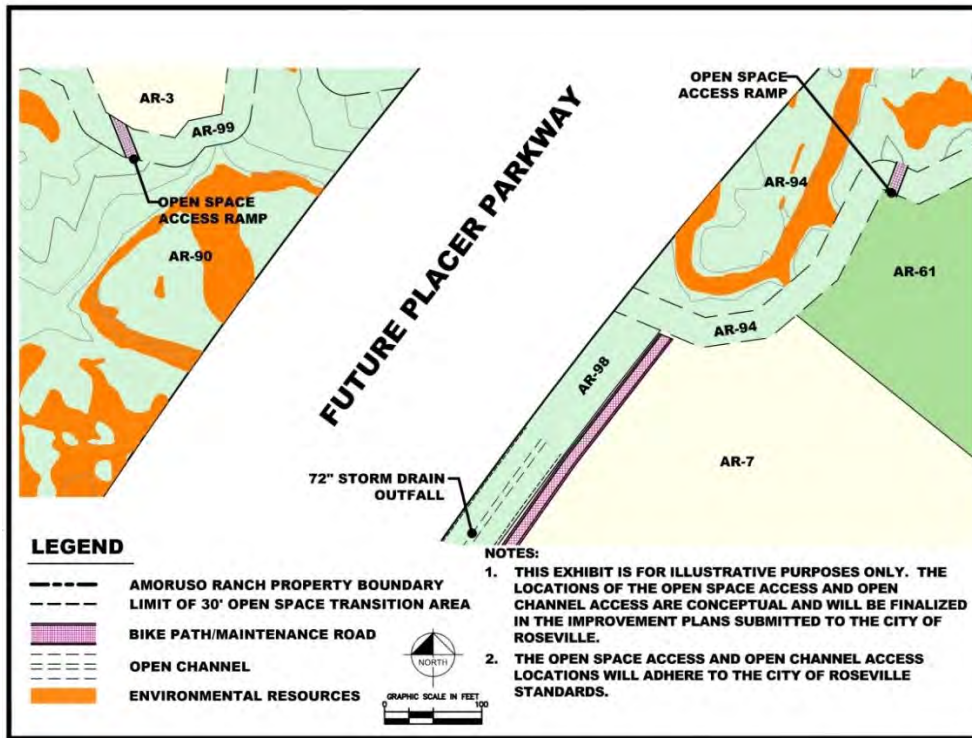 AR-3
AR-99
OPEN SPACE
ACCESS RAMP
AR-90
FUTURE PLACER PARKWAY
OPEN SPACE
ACCESS RAMP
AR-94
AR-61
AR-94
AR-98
AR-7
72" STORM DRAIN
OUTFALL
LEGEND
AMORUSO RANCH PROPERTY BOUNDARY
LIMIT OF 30' OPEN SPACE TRANSITION AREA
BIKE PATH/MAINTENANCE ROAD
OPEN CHANNEL
ENVIRONMENTAL RESOURCES
NORTH
GRAPHIC SCALE IN FEET
0 100
NOTES:
1. THIS EXHIBIT IS FOR ILLUSTRATIVE PURPOSES ONLY. THE
LOCATIONS OF THE OPEN SPACE ACCESS AND OPEN
CHANNEL ACCESS ARE CONCEPTUAL AND WILL BE FINALIZED
IN THE IMPROVEMENT PLANS SUBMITTED TO THE CITY OF
ROSEVILLE.
2. THE OPEN SPACE ACCESS AND OPEN CHANNEL ACCESS
LOCATIONS WILL ADHERE TO THE CITY OF ROSEVILLE
STANDARDS.